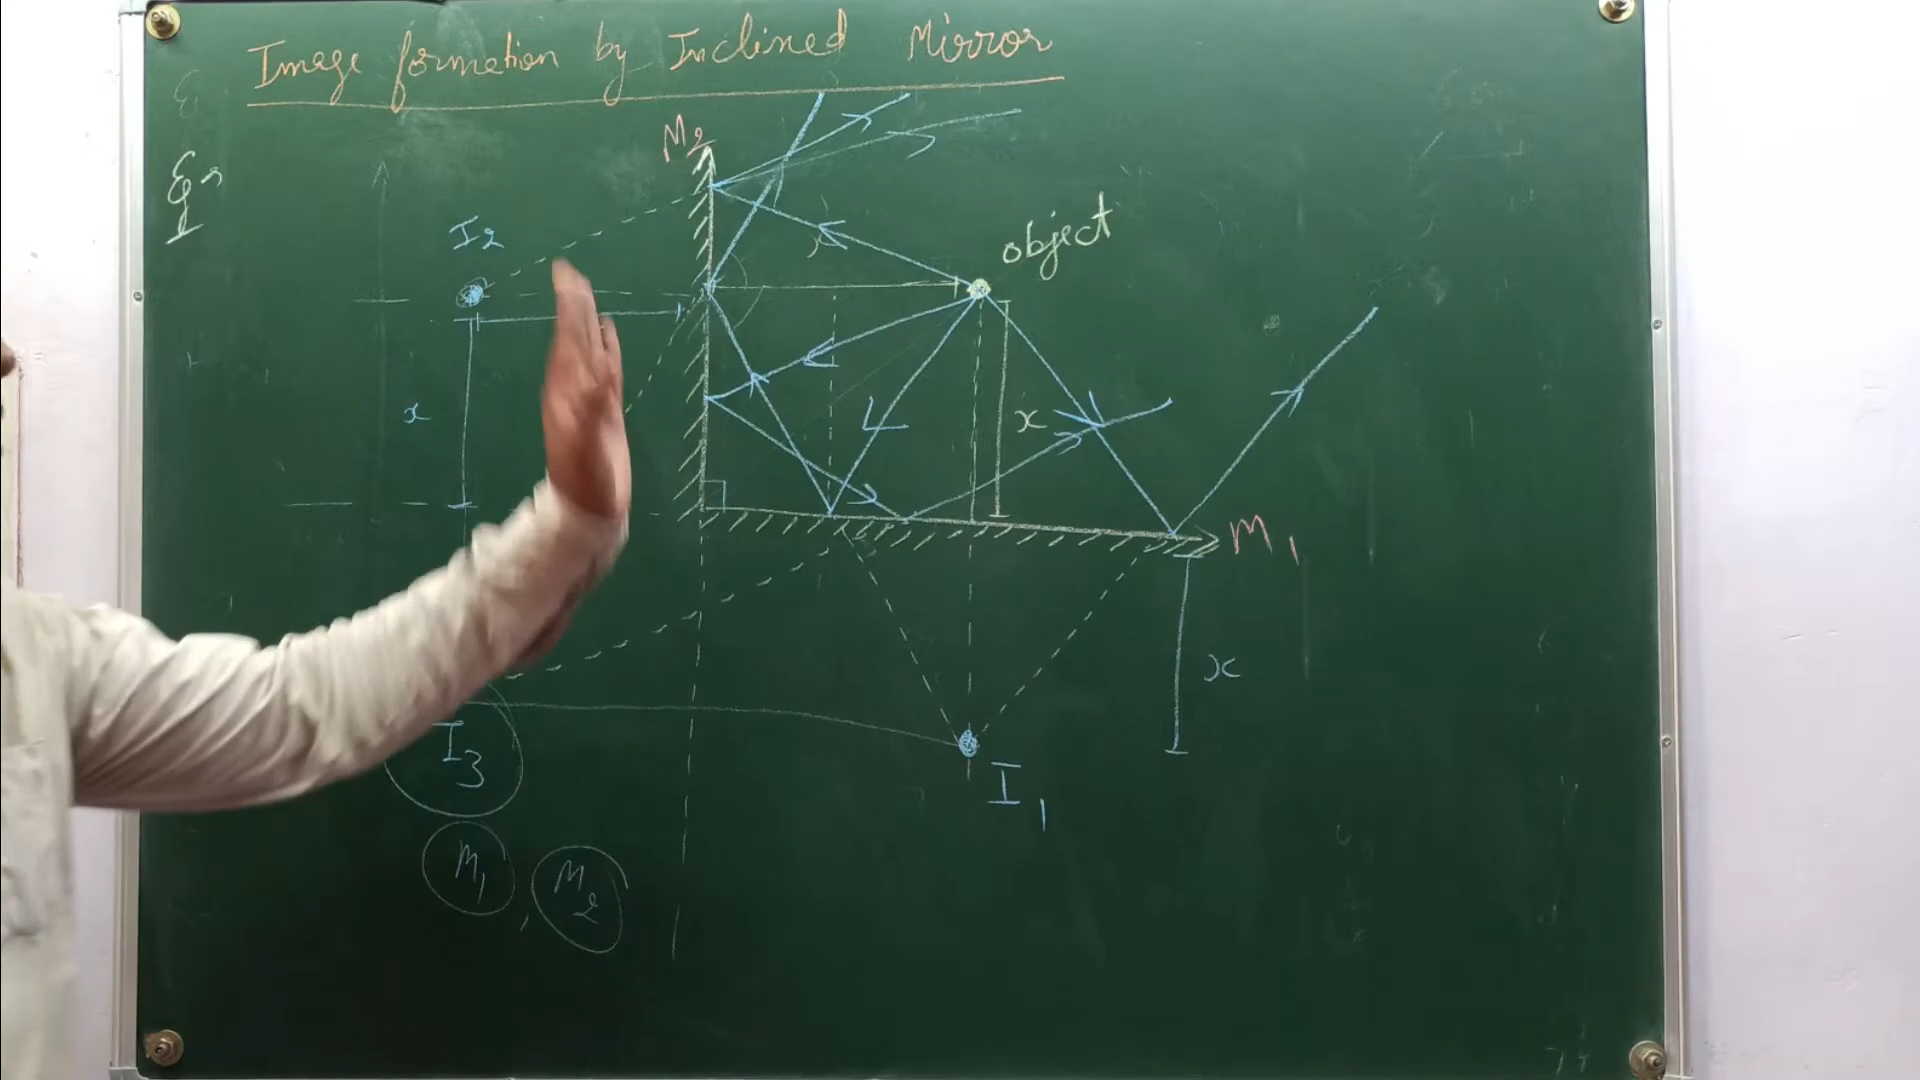 Image formation by Inclined Mirror
M2
I2
object
x
x
x
x
M1
x
I3
I1
M1 , M2